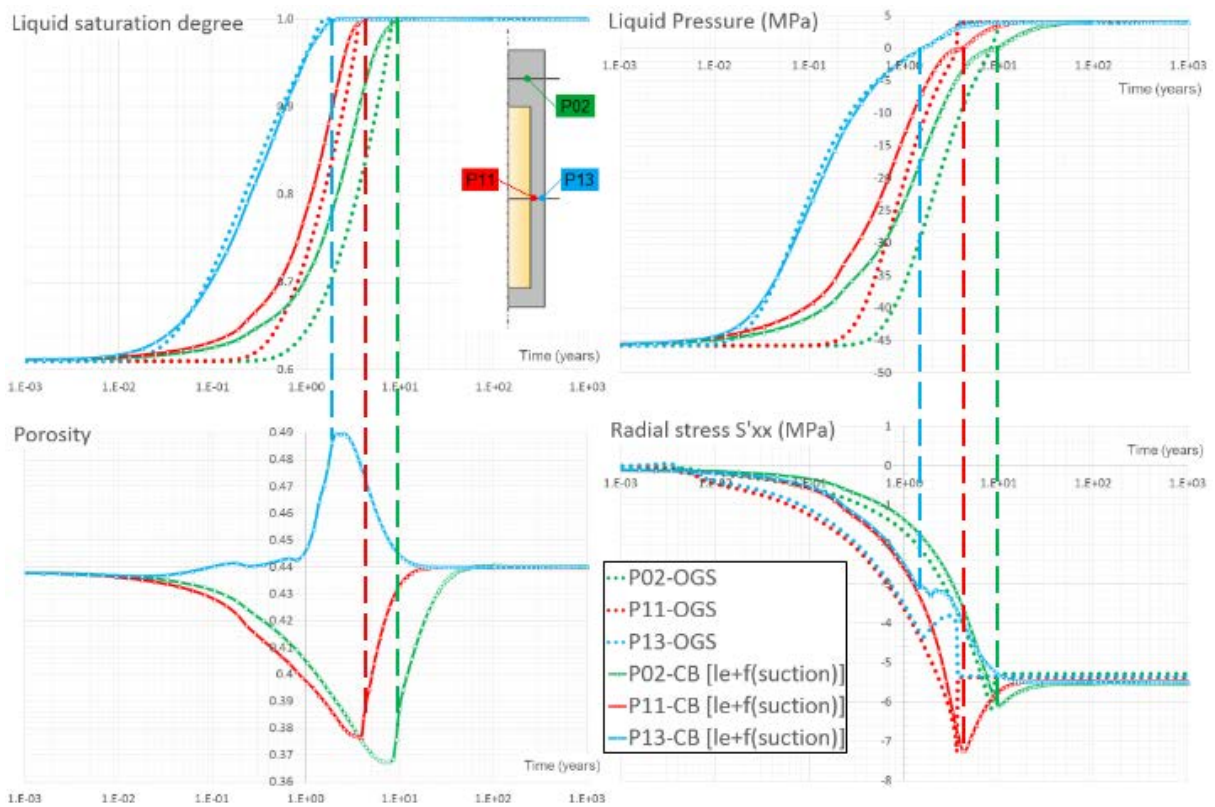 Liquid saturation degree
1.0
0.9
0.8
0.7
0.6
Time (years)
1.E-03
1.E-02
1.E-01
1.E+00
1.E+01
1.E+02
1.E+03
P02
P11
P13
Liquid Pressure (MPa)
5
0
1.E-03
1.E-02
1.E-01
1.E+00
1.E+01
1.E+02
1.E+03
Time (years)
-5
-10
-15
-20
-25
-30
-35
-40
-45
-50
Porosity
0.49
0.48
0.47
0.46
0.45
0.44
0.43
0.42
0.41
0.40
0.39
0.38
0.37
0.36
Time (years)
1.E-03
1.E-02
1.E-01
1.E+00
1.E+01
1.E+02
1.E+03
Radial stress S'xx (MPa)
1
Time (years)
0
1.E-03
1.E+00
1.E+01
1.E+02
1.E+03
-4
-5
-6
-7
-8
P02-OGS
P11-OGS
P13-OGS
P02-CB [le+f(suction)]
P11-CB [le+f(suction)]
P13-CB [le+f(suction)]